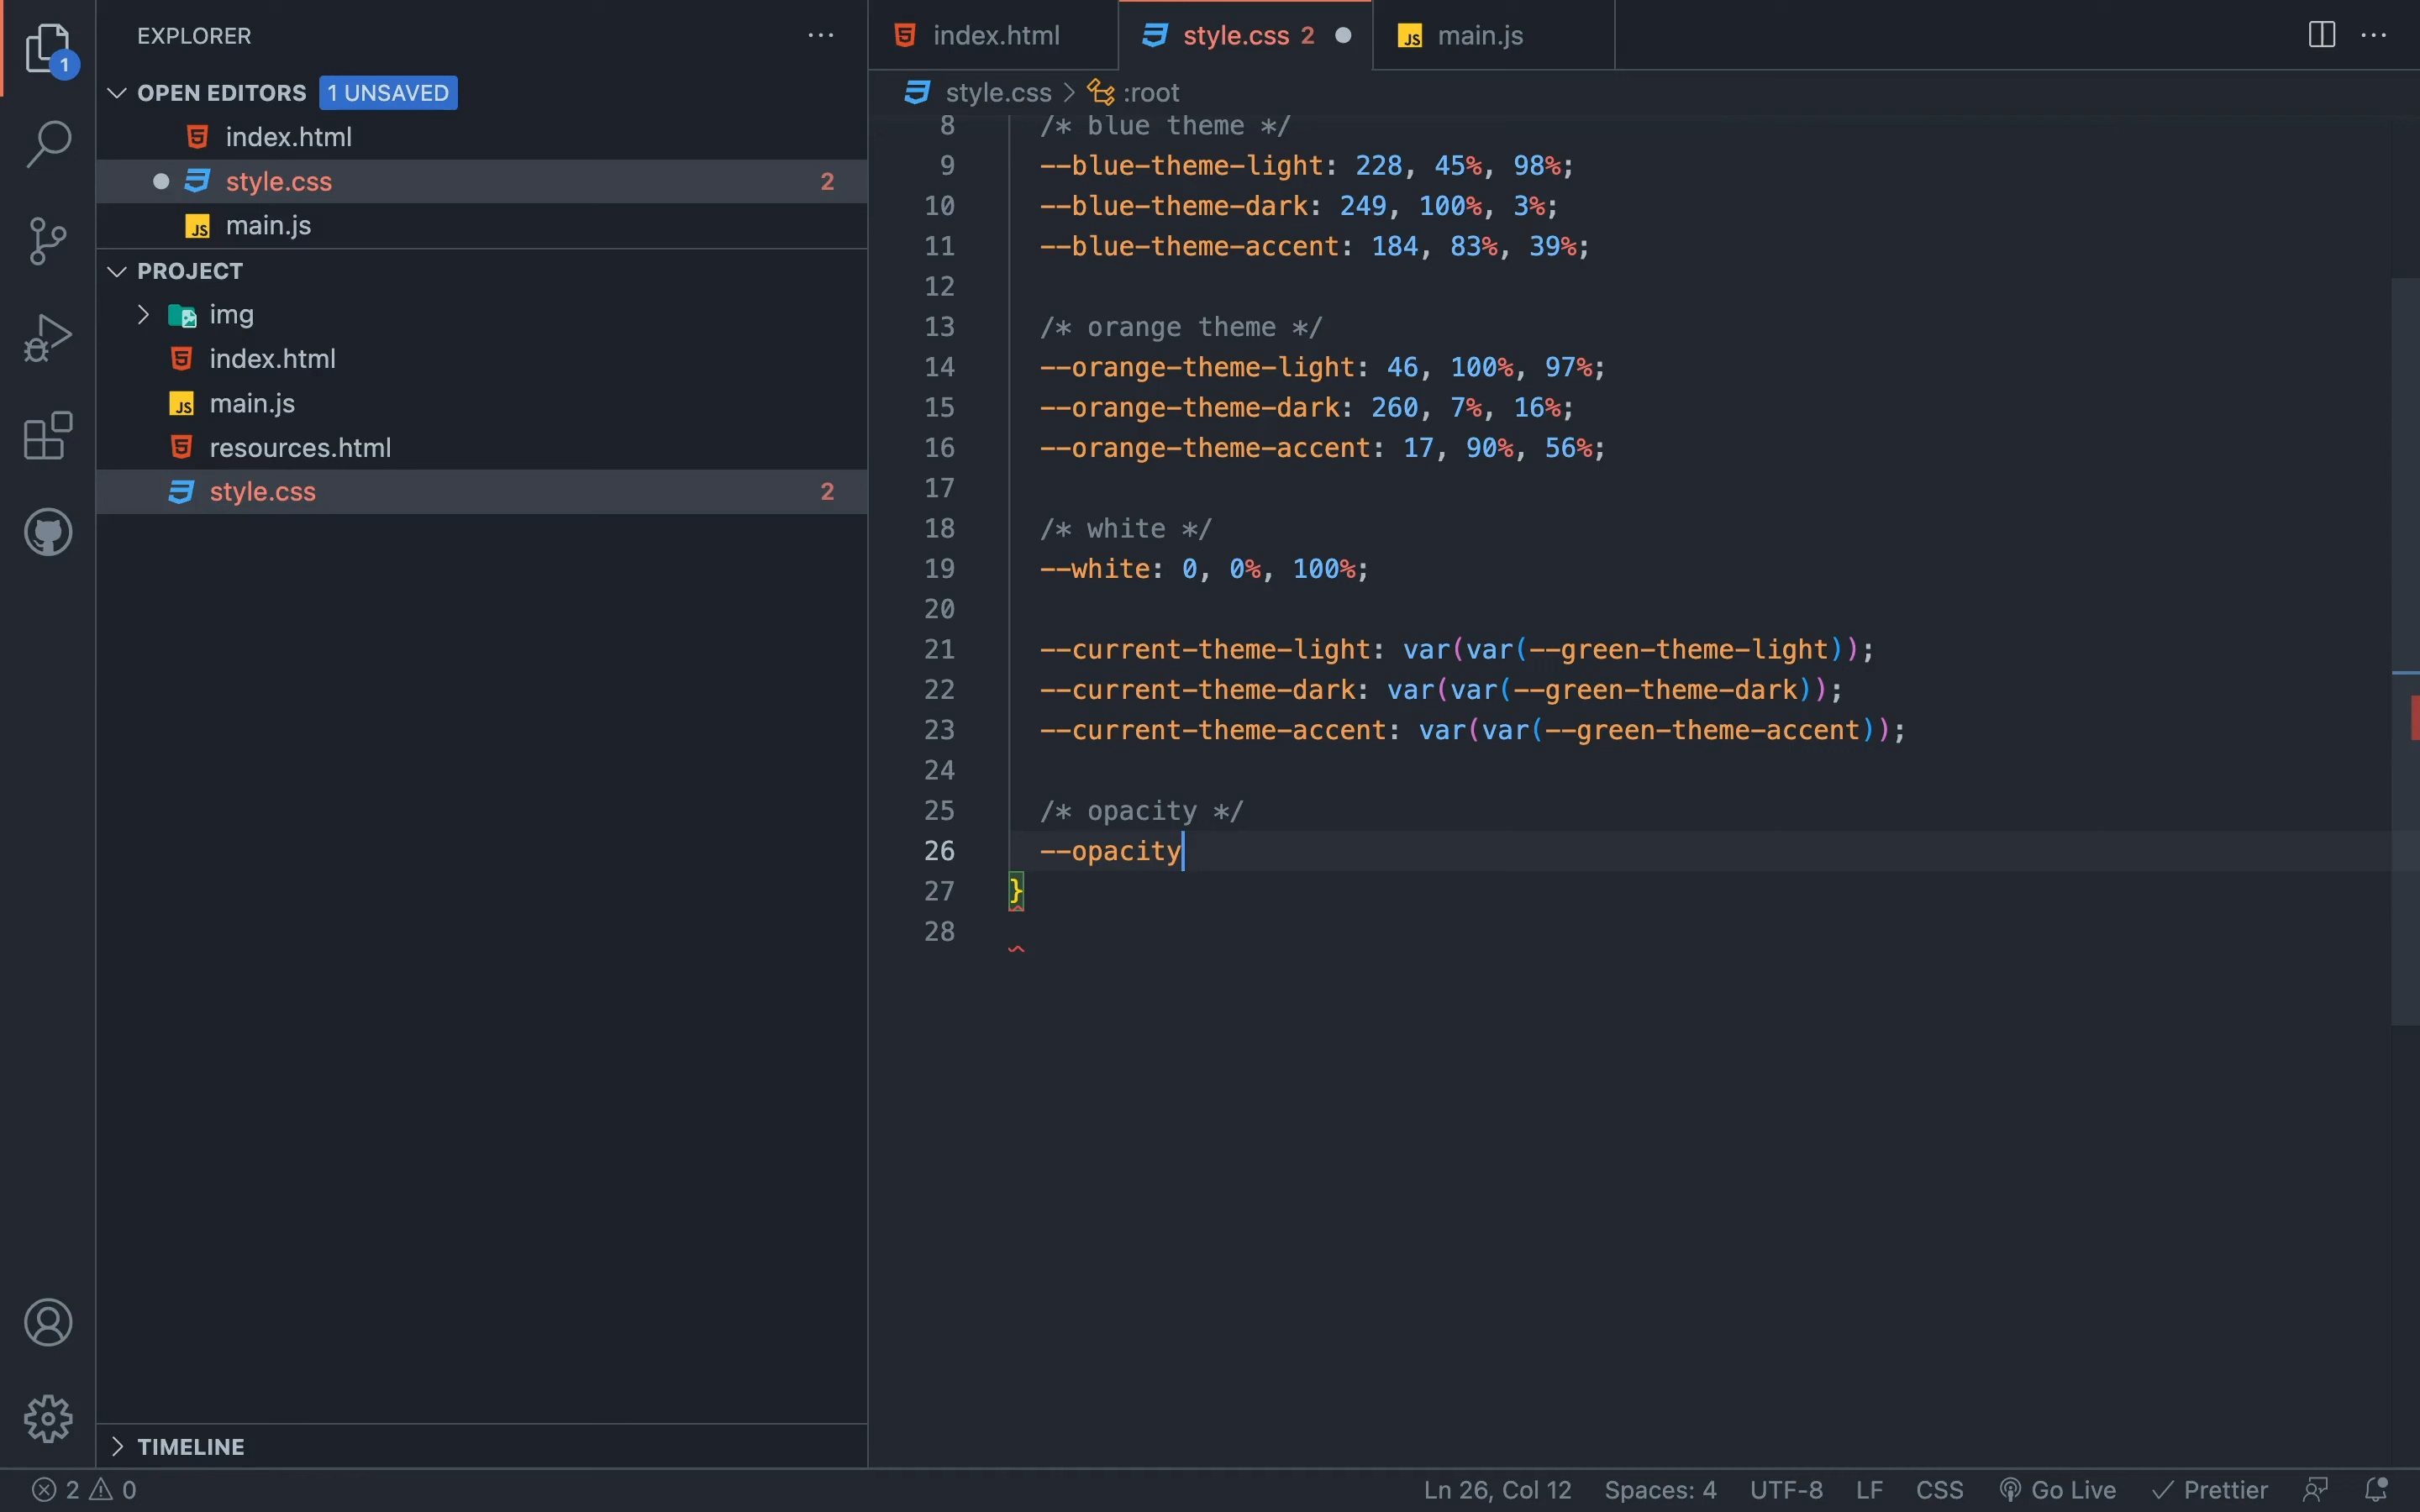 EXPLORER
1
OPEN EDITORS 1 UNSAVED
index.html
style.css 2
main.js
PROJECT
img
index.html
main.js
resources.html
style.css 2
TIMELINE
index.html style.css 2 main.js
style.css > :root
8 /* blue theme */
9 --blue-theme-light: 228, 45%, 98%;
10 --blue-theme-dark: 249, 100%, 3%;
11 --blue-theme-accent: 184, 83%, 39%;
12
13 /* orange theme */
14 --orange-theme-light: 46, 100%, 97%;
15 --orange-theme-dark: 260, 7%, 16%;
16 --orange-theme-accent: 17, 90%, 56%;
17
18 /* white */
19 --white: 0, 0%, 100%;
20
21 --current-theme-light: var(var(--green-theme-light));
22 --current-theme-dark: var(var(--green-theme-dark));
23 --current-theme-accent: var(var(--green-theme-accent));
24
25 /* opacity */
26 --opacity
27 }
28
2 0 Ln 26, Col 12 Spaces: 4 UTF-8 LF CSS Go Live Prettier